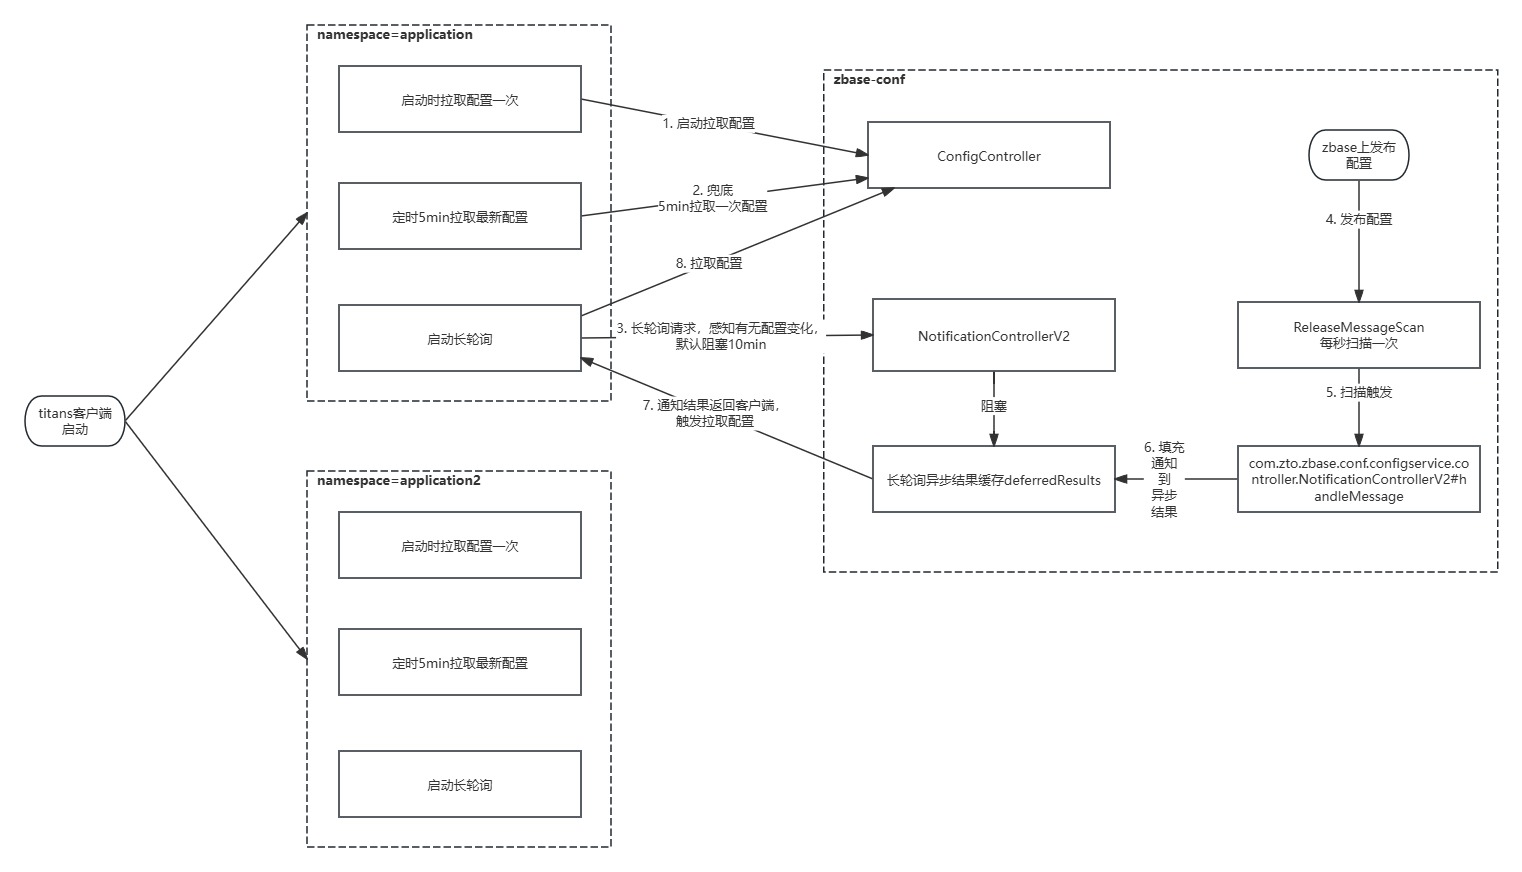 namespace=application
启动时拉取配置一次
定时5min拉取最新配置
启动长轮询
titans客户端
启动
namespace=application2
启动时拉取配置一次
定时5min拉取最新配置
启动长轮询
1. 启动拉取配置
2. 兜底
5min拉取一次配置
8. 拉取配置
3. 长轮询请求，感知有无配置变化，
默认阻塞10min
7. 通知结果返回客户端，
触发拉取配置
zbase-conf
ConfigController
NotificationControllerV2
阻塞
长轮询异步结果缓存deferredResults
zbase上发布
配置
4. 发布配置
ReleaseMessageScan
每秒扫描一次
5. 扫描触发
com.zto.zbase.conf.configservice.co
ntroller.NotificationControllerV2#h
andleMessage
6. 填充
通知
到
异步
结果